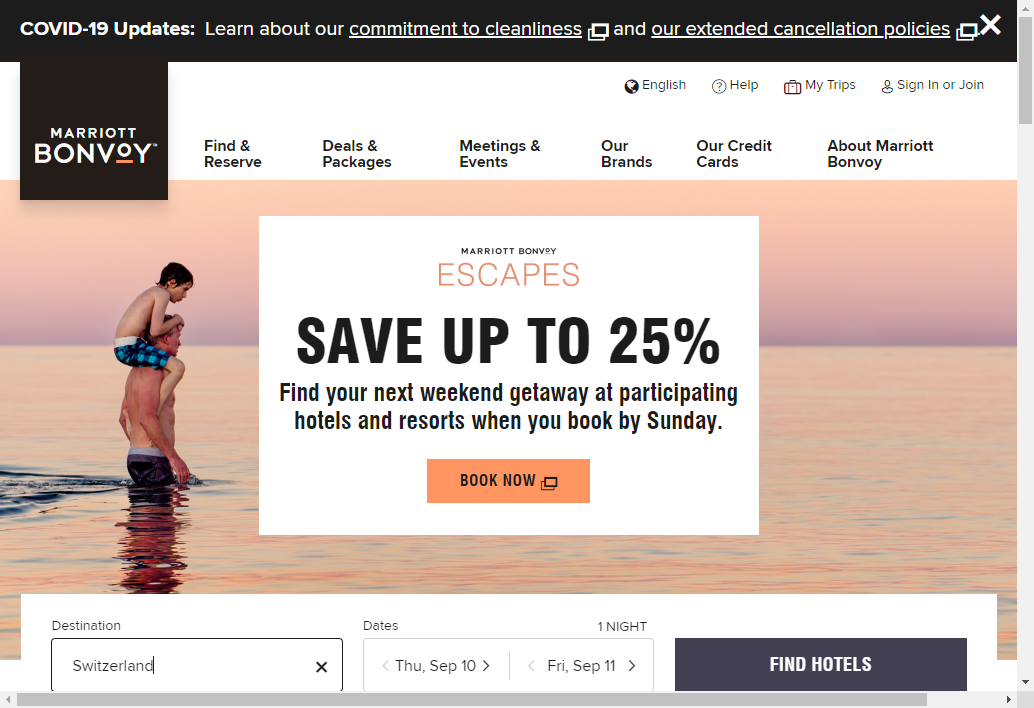 COVID-19 Updates: Learn about our commitment to cleanliness and our extended cancellation policies.
English
Help
My Trips
Sign In or Join
MARRIOTT
BONVOY™
Find &
Reserve
Deals &
Packages
Meetings &
Events
Our
Brands
Our Credit
Cards
About Marriott
Bonvoy
MARRIOTT BONVOY
ESCAPES
SAVE UP TO 25%
Find your next weekend getaway at participating
hotels and resorts when you book by Sunday.
BOOK NOW
Destination
Dates
1 NIGHT
Switzerland
Thu, Sep 10
Fri, Sep 11
FIND HOTELS